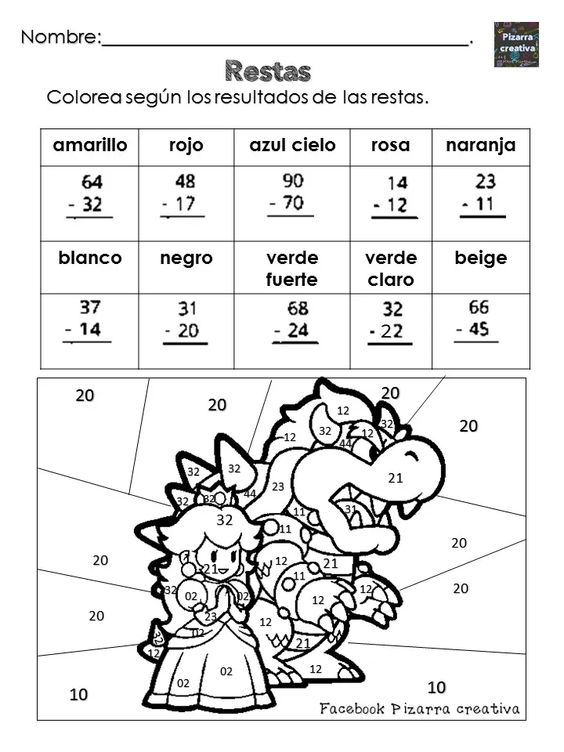 Nombre:___________________________________.
Pizarra
creativa
Restas
Colorea según los resultados de las restas.
amarillo rojo azul cielo rosa naranja
64 48 90 14 23
- 32 - 17 - 70 - 12 - 11
blanco negro verde fuerte verde claro beige
37 31 68 32 66
- 14 - 20 - 24 - 22 - 45
20 20 20 20
12 32
12 12 44
32 32 21
32 32 44 23
31
32 11 11
20 20
21 12 21
11
32 02 02 12 12 20
20 23
02 12
32 12 21
12
02 02 12
10 10
Facebook Pizarra creativa